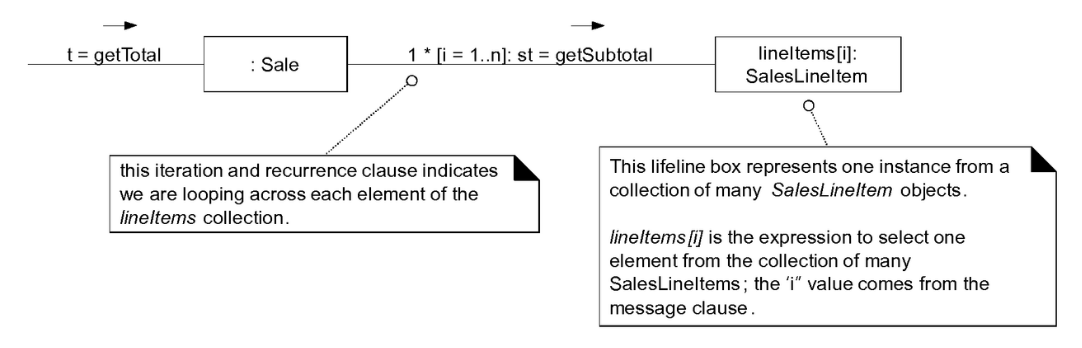 t = getTotal
: Sale
1 * [i = 1..n]: st = getSubtotal
lineItems[i]:
SalesLineItem
this iteration and recurrence clause indicates
we are looping across each element of the
lineItems collection.
This lifeline box represents one instance from a
collection of many SalesLineItem objects.
lineItems[i] is the expression to select one
element from the collection of many
SalesLineItems; the ‘i” value comes from the
message clause.